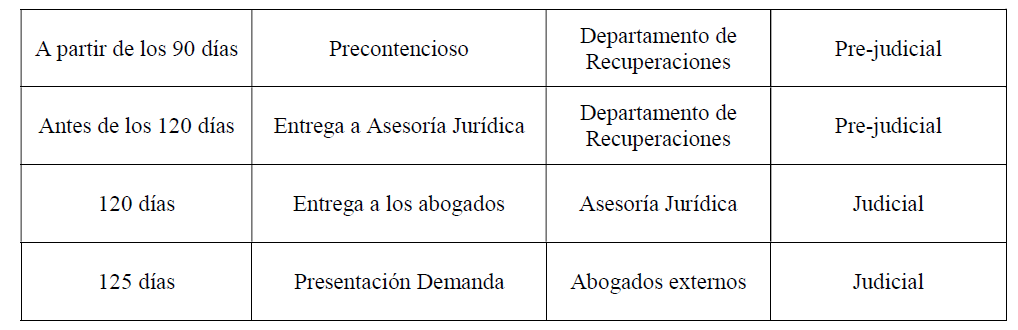 A partir de los 90 días Precontencioso Departamento de Recuperaciones Pre-judicial
Antes de los 120 días Entrega a Asesoría Jurídica Departamento de Recuperaciones Pre-judicial
120 días Entrega a los abogados Asesoría Jurídica Judicial
125 días Presentación Demanda Abogados externos Judicial